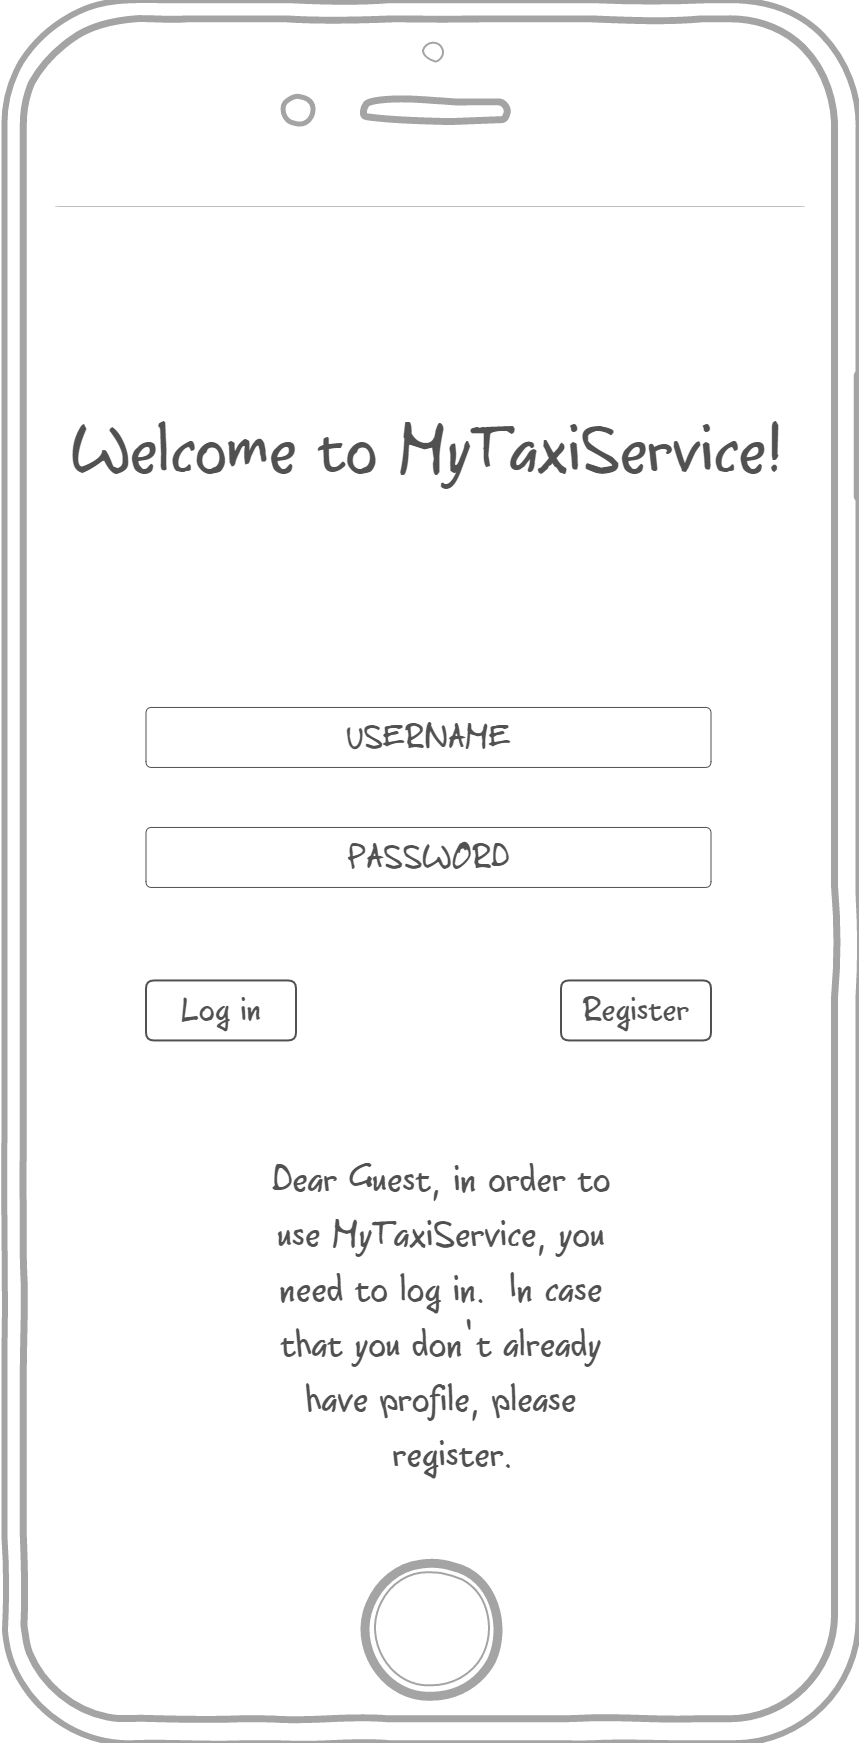 Welcome to MyTaxiService!
USERNAME
PASSWORD
Log in
Register
Dear Guest, in order to
use MyTaxiService, you
need to log in.  In case
that you don't already
have profile, please
register.